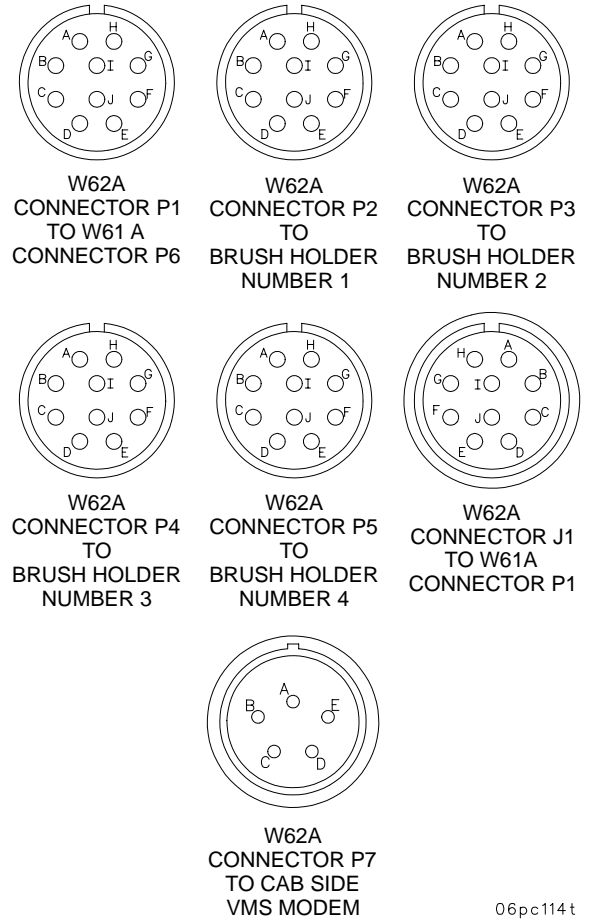 A H
B I G
C J F
D E
W62A
CONNECTOR P1
TO W61 A
CONNECTOR P6
A H
B I G
C J F
D E
W62A
CONNECTOR P2
TO
BRUSH HOLDER
NUMBER 1
A H
B I G
C J F
D E
W62A
CONNECTOR P3
TO
BRUSH HOLDER
NUMBER 2
A H
B I G
C J F
D E
W62A
CONNECTOR P4
TO
BRUSH HOLDER
NUMBER 3
A H
B I G
C J F
D E
W62A
CONNECTOR P5
TO
BRUSH HOLDER
NUMBER 4
H A
G I B
F J C
E D
W62A
CONNECTOR J1
TO W61A
CONNECTOR P1
A
B E
C D
W62A
CONNECTOR P7
TO CAB SIDE
VMS MODEM
06pc114t